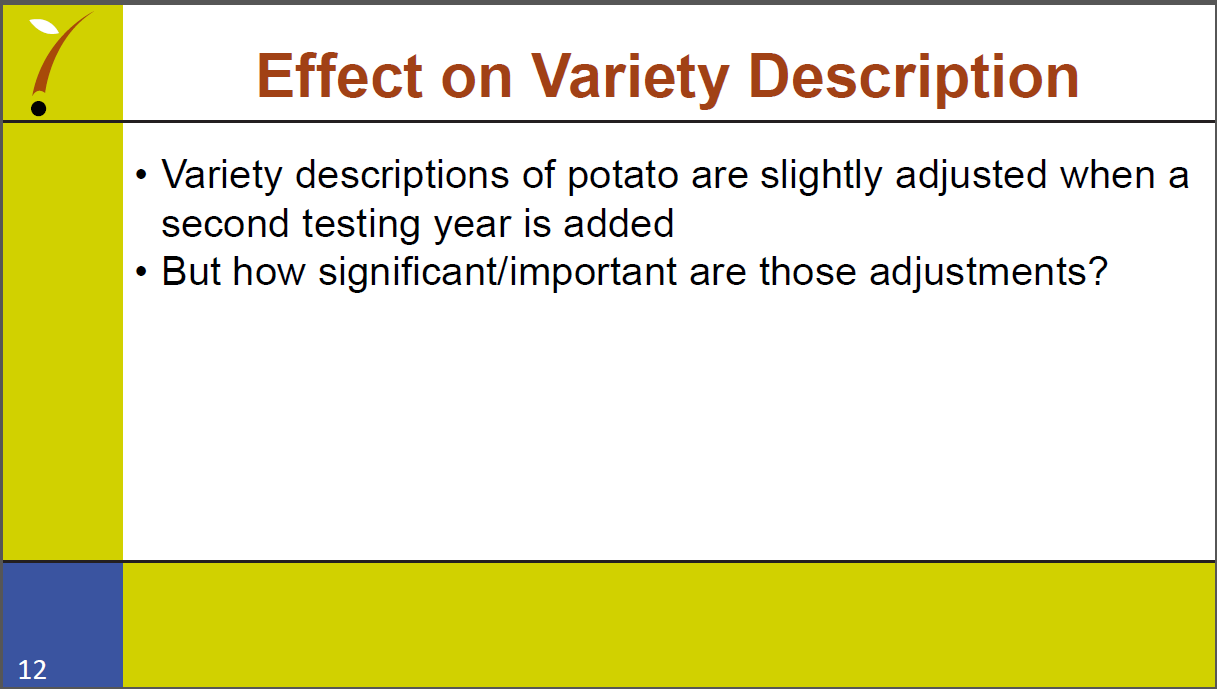 Effect on Variety Description
• Variety descriptions of potato are slightly adjusted when a
second testing year is added
• But how significant/important are those adjustments?
12